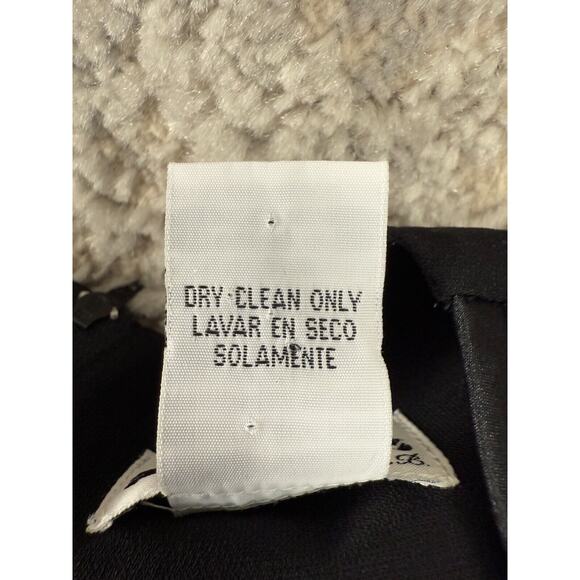 DRY CLEAN ONLY
LAVAR EN SECO
SOLAMENTE